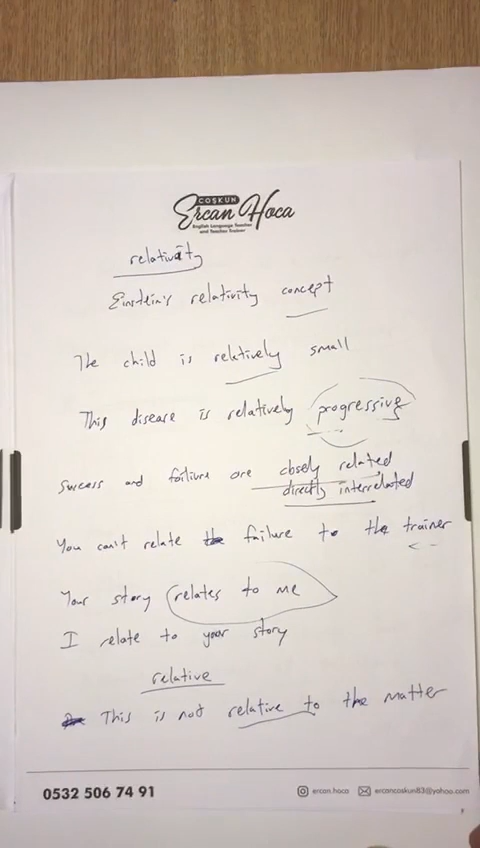 COŞKUN
Ercan Hoca
English Language Teacher
and Teacher Trainer
relativity
Einstein's relativity concept
The child is relatively small
This disease is relatively progressive
Success and failure are closely related
directly interrelated
You can't relate failure to the trainer
Your story relates to me
I relate to your story
relative
This is not relative to the matter
0532 506 74 91
ercan.hoca
ercancoskun83@yahoo.com